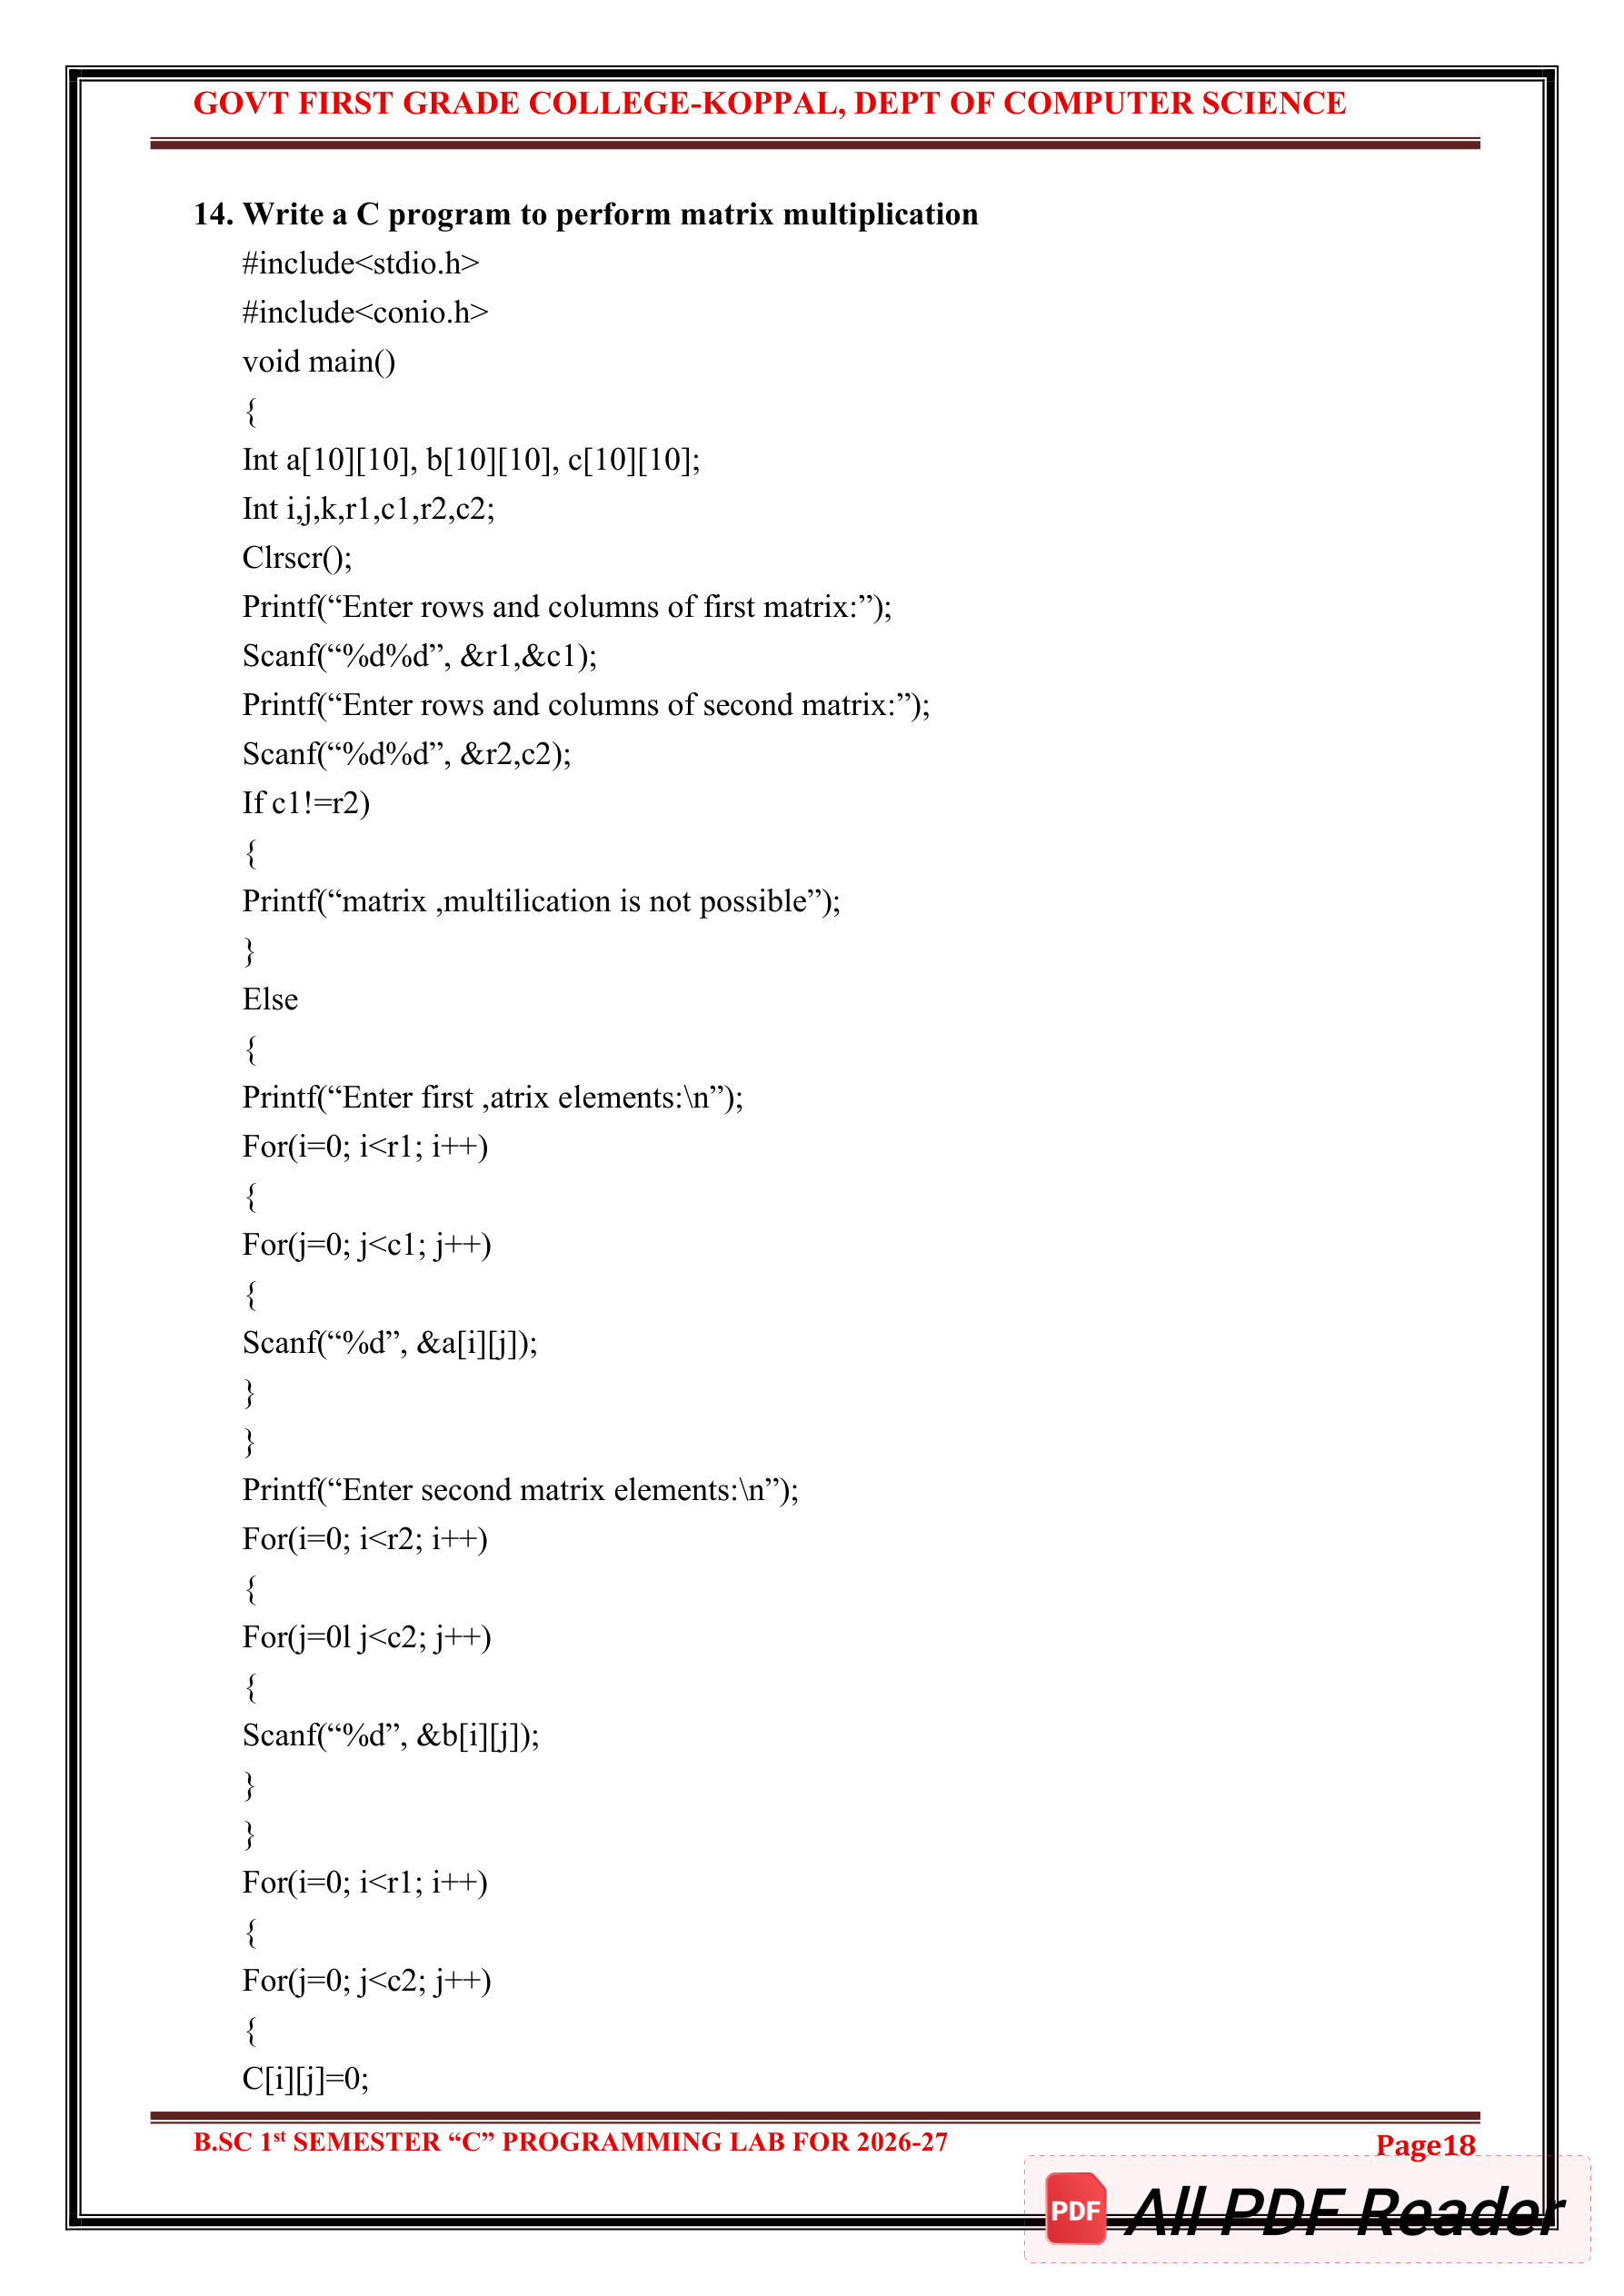 GOVT FIRST GRADE COLLEGE-KOPPAL, DEPT OF COMPUTER SCIENCE
14. Write a C program to perform matrix multiplication
#include<stdio.h>
#include<conio.h>
void main()
{
Int a[10][10], b[10][10], c[10][10];
Int i,j,k,r1,c1,r2,c2;
Clrscr();
Printf(“Enter rows and columns of first matrix:”);
Scanf(“%d%d”, &r1,&c1);
Printf(“Enter rows and columns of second matrix:”);
Scanf(“%d%d”, &r2,c2);
If c1!=r2)
{
Printf(“matrix ,multilication is not possible”);
}
Else
{
Printf(“Enter first ,atrix elements:\n”);
For(i=0; i<r1; i++)
{
For(j=0; j<c1; j++)
{
Scanf(“%d”, &a[i][j]);
}
}
Printf(“Enter second matrix elements:\n”);
For(i=0; i<r2; i++)
{
For(j=0l j<c2; j++)
{
Scanf(“%d”, &b[i][j]);
}
}
For(i=0; i<r1; i++)
{
For(j=0; j<c2; j++)
{
C[i][j]=0;
B.SC 1st SEMESTER “C” PROGRAMMING LAB FOR 2026-27
Page18
PDF All PDF Reader